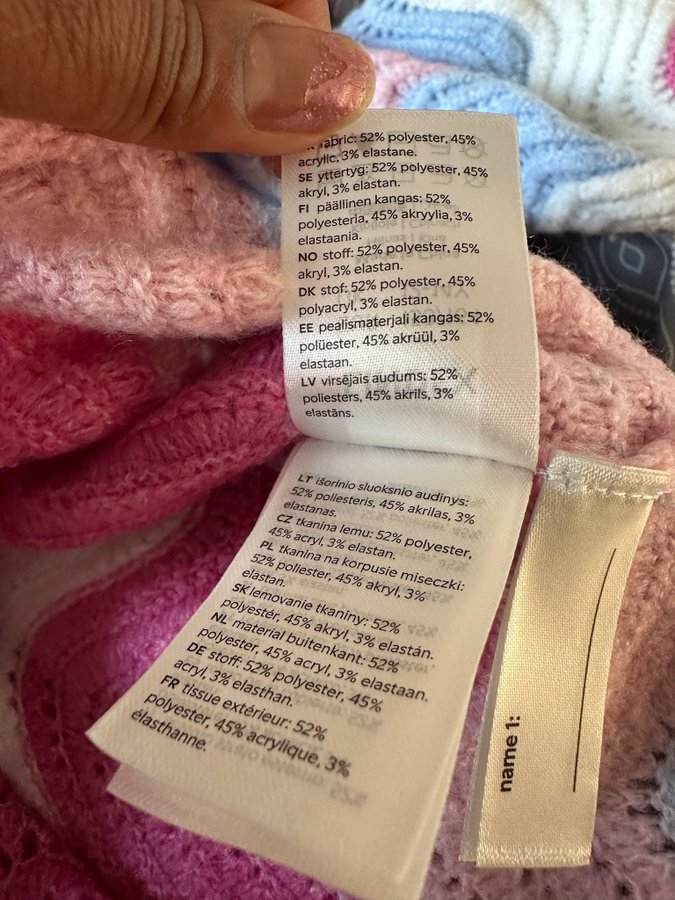 fabric: 52% polyester, 45%
acrylic, 3% elastane.
SE yttertyg: 52% polyester, 45%
akryl, 3% elastan.
FI päällinen kangas: 52%
polyesteria, 45% akryylia, 3%
elastaania.
NO stoff: 52% polyester, 45%
akryl, 3% elastan.
DK stof: 52% polyester, 45%
polyacryl, 3% elastan.
EE pealismaterjali kangas: 52%
polüester, 45% akrüül, 3%
elastaan.
LV virsējais audums: 52%
poliesters, 45% akrils, 3%
elastāns.
LT išorinio sluoksnio audinys:
52% poliesteris, 45% akrilas, 3%
elastanas.
CZ tkanina lemu: 52% polyester,
45% acryl, 3% elastan.
PL tkanina na korpusie miseczki:
52% poliester, 45% akryl, 3%
elastan.
SK lemovanie tkaniny: 52%
polyestér, 45% akryl, 3% elastán.
NL material buitenkant: 52%
polyester, 45% acryl, 3% elastaan.
DE stoff: 52% polyester, 45%
acryl, 3% elasthan.
FR tissue extérieur: 52%
polyester, 45% acrylique, 3%
élasthanne.
name 1: